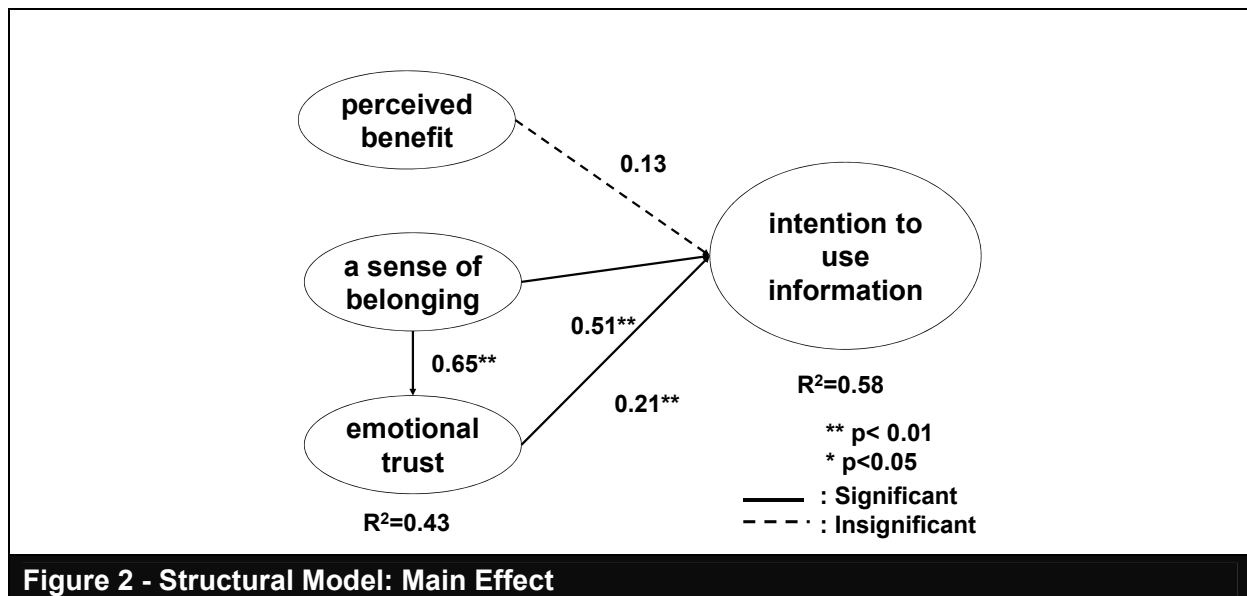 perceived
benefit
0.13
intention to
use
information
a sense of
belonging
0.51**
0.65**
R²=0.58
0.21**
emotional
trust
** p< 0.01
* p<0.05
: Significant
R²=0.43
: Insignificant
Figure 2 - Structural Model: Main Effect